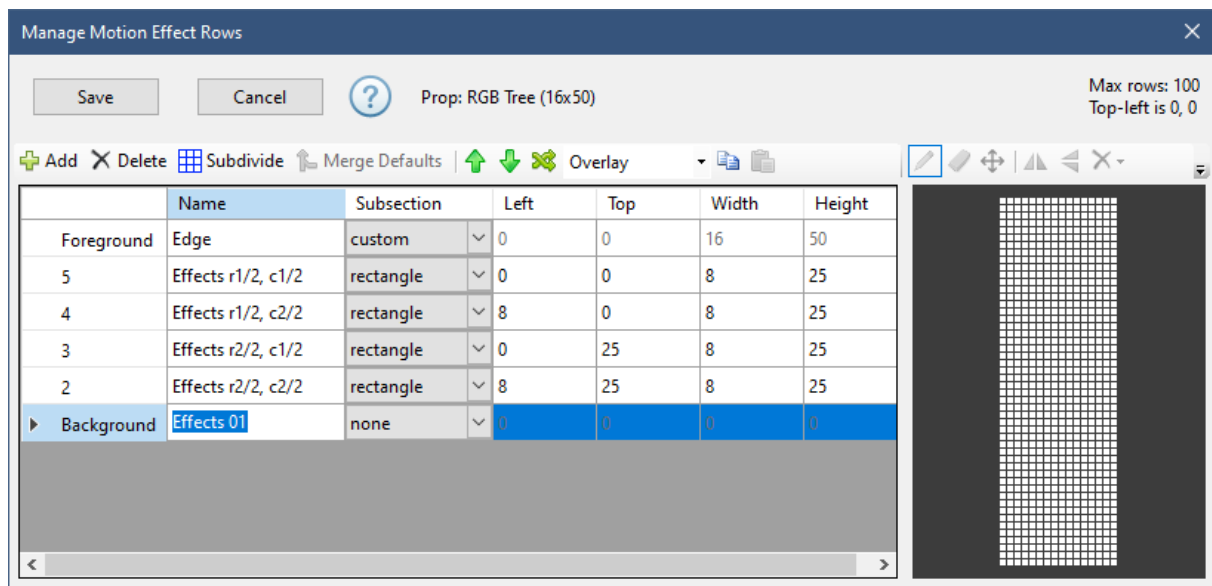 Manage Motion Effect Rows
Save Cancel ? Prop: RGB Tree (16x50) Max rows: 100
Top-left is 0, 0
Add Delete Subdivide Merge Defaults Overlay
Name Subsection Left Top Width Height
Foreground Edge custom 0 0 16 50
5 Effects r1/2, c1/2 rectangle 0 0 8 25
4 Effects r1/2, c2/2 rectangle 8 0 8 25
3 Effects r2/2, c1/2 rectangle 0 25 8 25
2 Effects r2/2, c2/2 rectangle 8 25 8 25
Background Effects 01 none 0 0 0 0